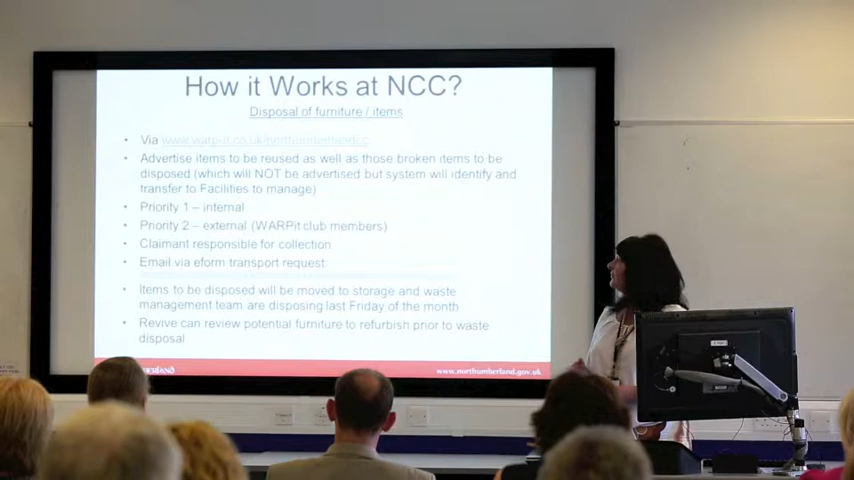 How it Works at NCC?
Disposal of furniture / items
• Via www.warp-it.co.uk/northumberlandcc
• Advertise items to be reused as well as those broken items to be
disposed (which will NOT be advertised but system will identify and
transfer to Facilities to manage)
• Priority 1 – internal
• Priority 2 – external (WARPit club members)
• Claimant responsible for collection
• Email via eform transport request.
• Items to be disposed will be moved to storage and waste
management team are disposing last Friday of the month
• Revive can review potential furniture to refurbish prior to waste
disposal
www.northumberland.gov.uk